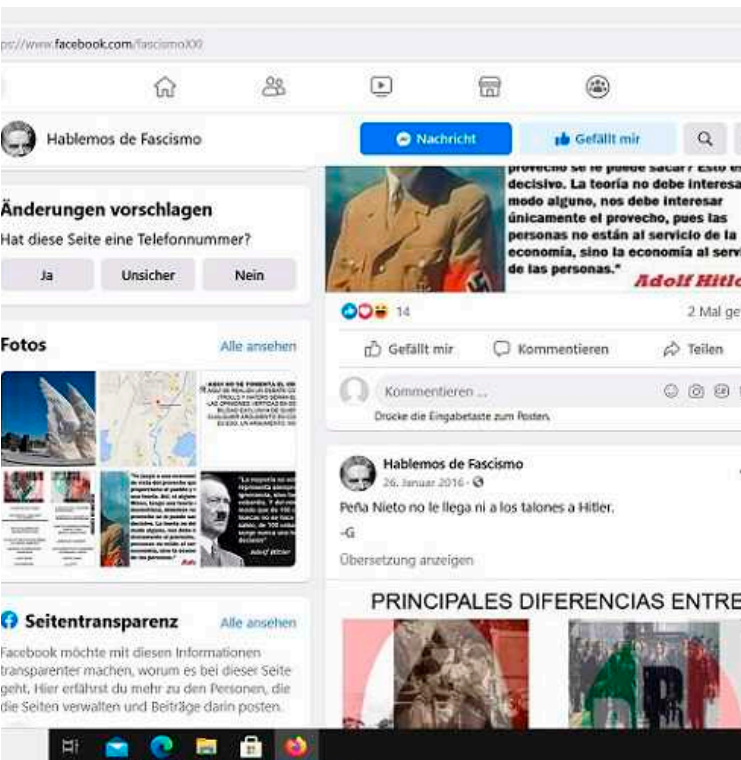 ps://www.facebook.com/fascismoXXI
Hablemos de Fascismo
Nachricht
Gefällt mir
Änderungen vorschlagen
Hat diese Seite eine Telefonnummer?
Ja
Unsicher
Nein
Fotos
Alle ansehen
Seitentransparenz
Alle ansehen
Facebook möchte mit diesen Informationen
transparenter machen, worum es bei dieser Seite
geht. Hier erfährst du mehr zu den Personen, die
die Seiten verwalten und Beiträge darin posten.
provecho se le puede sacar? Esto es
decisivo. La teoría no debe interesa
modo alguno, nos debe interesar
únicamente el provecho, pues las
personas no están al servicio de la
economía, sino la economía al servi
de las personas."
Adolf Hitle
14
2 Mal ge
Gefällt mir
Kommentieren
Teilen
Kommentieren ...
Drücke die Eingabetaste zum Posten.
Hablemos de Fascismo
26. Januar 2016 ·
Peña Nieto no le llega ni a los talones a Hitler.
-G
Übersetzung anzeigen
PRINCIPALES DIFERENCIAS ENTRE